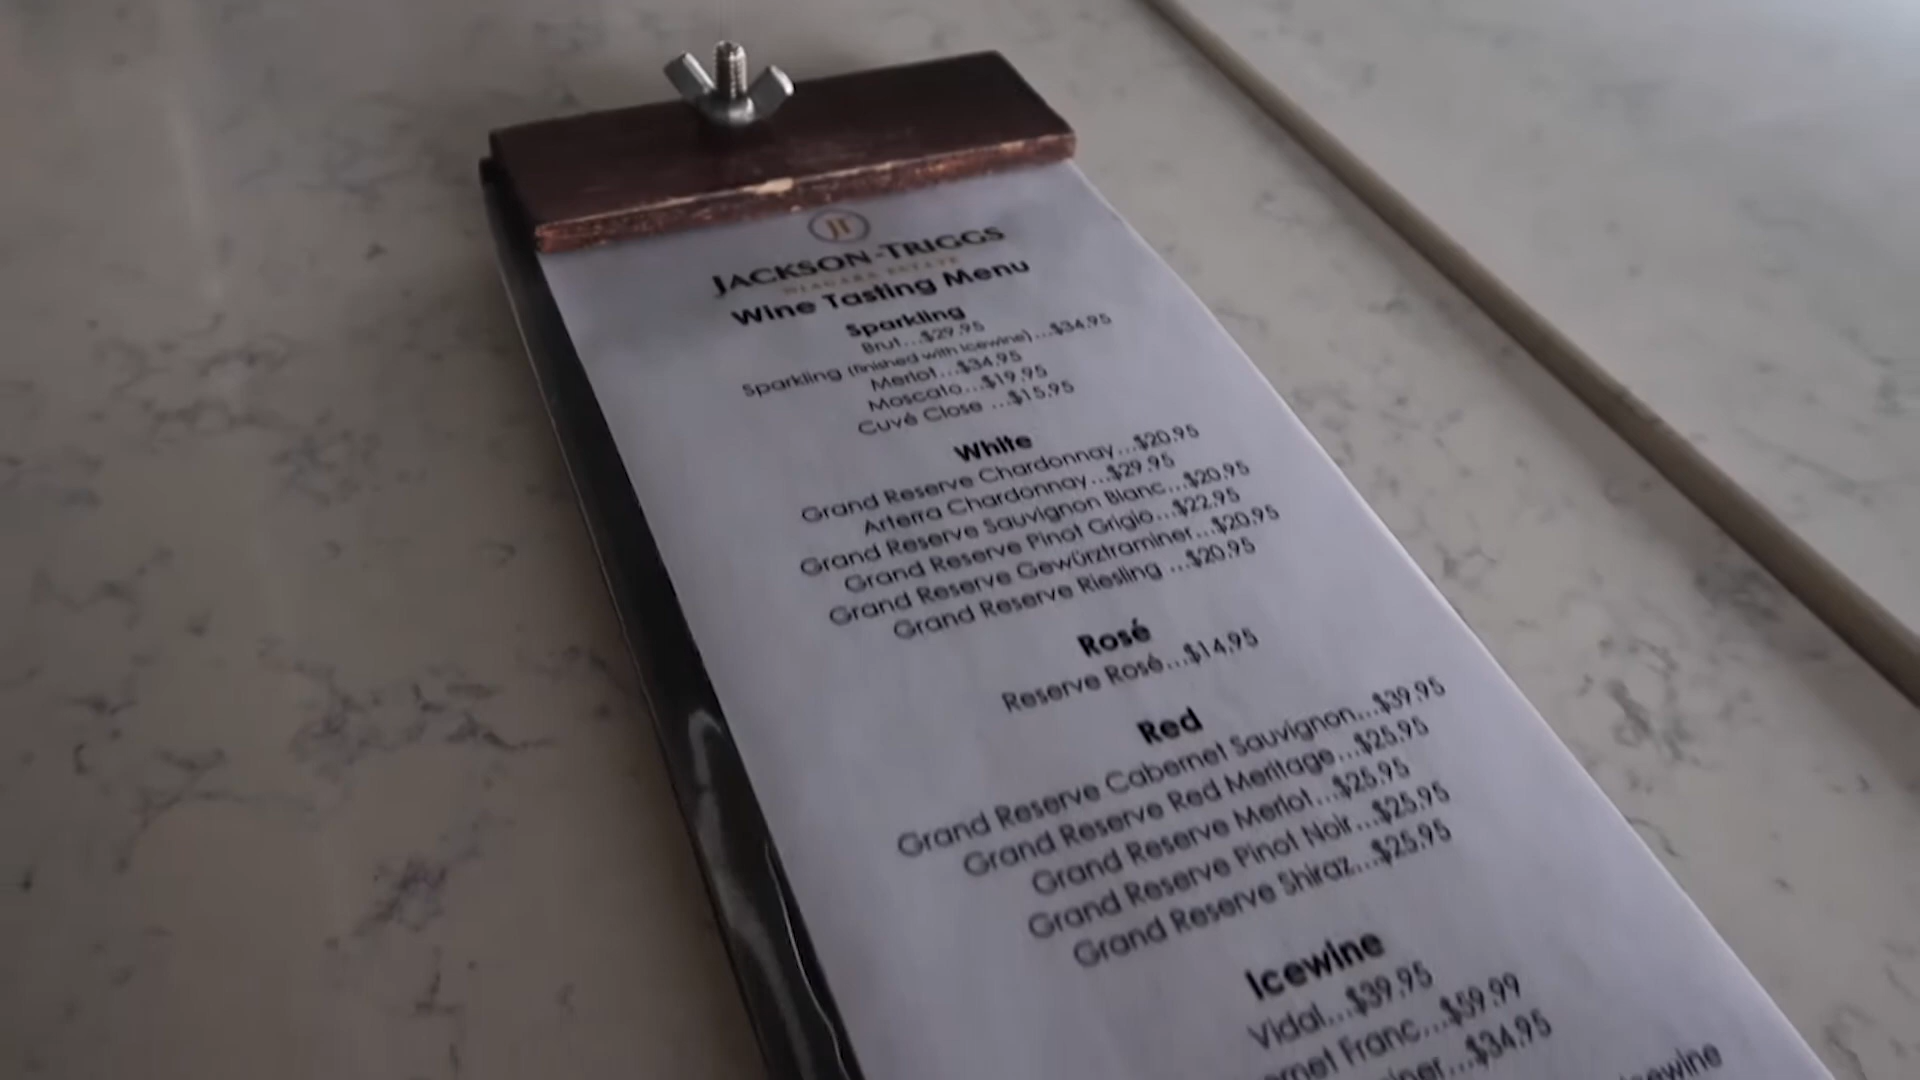 JT
JACKSON-TRIGGS
NIAGARA ESTATE
Wine Tasting Menu
Sparkling
Brut...$29.95
Sparkling (finished with Icewine)...$34.95
Merlot...$34.95
Moscato...$19.95
Cuvé Close ...$15.95
White
Grand Reserve Chardonnay...$20.95
Arterra Chardonnay...$29.95
Grand Reserve Sauvignon Blanc...$20.95
Grand Reserve Pinot Grigio...$22.95
Grand Reserve Gewürztraminer...$20.95
Grand Reserve Riesling ...$20.95
Rosé
Reserve Rosé...$14.95
Red
Grand Reserve Cabernet Sauvignon...$39.95
Grand Reserve Red Meritage...$25.95
Grand Reserve Merlot...$25.95
Grand Reserve Pinot Noir...$25.95
Grand Reserve Shiraz...$25.95
Icewine
Vidal...$39.95
ernet Franc...$59.99
iner...$34.95
cewine